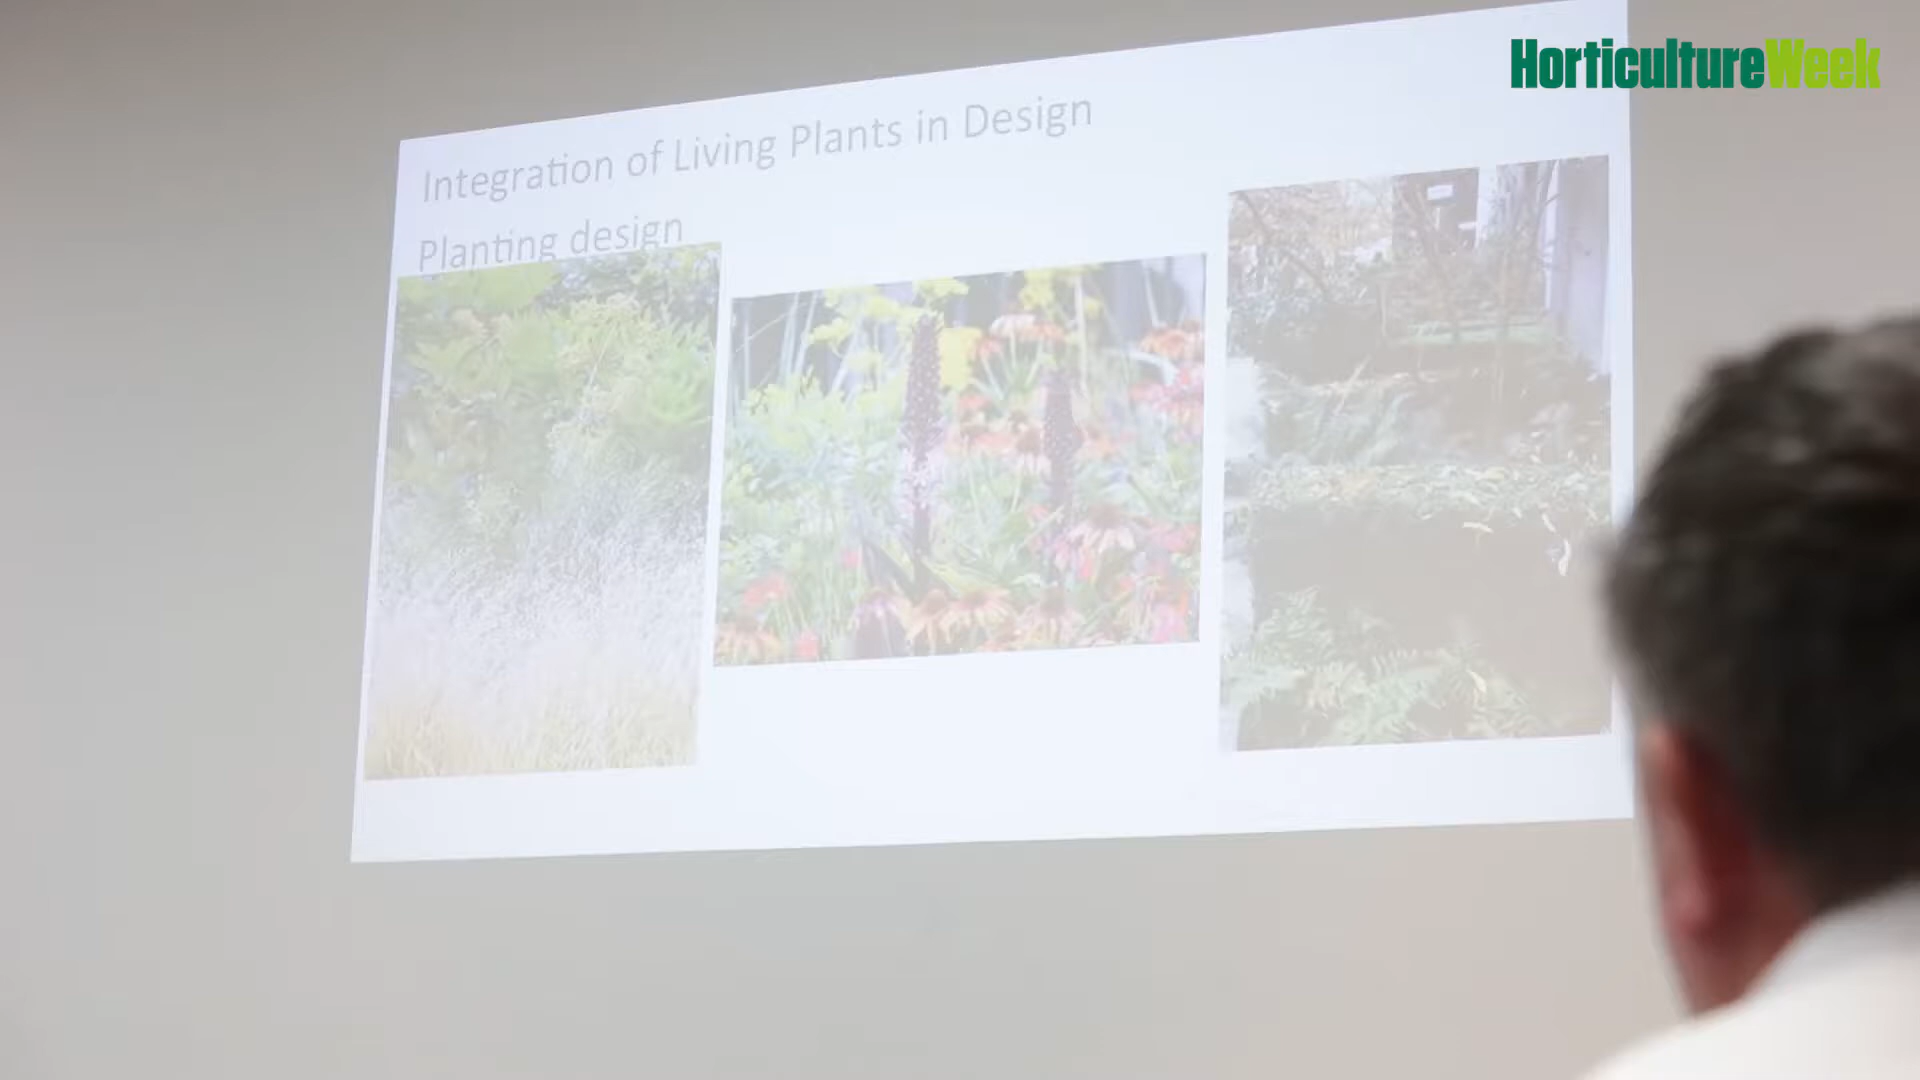 HorticultureWeek
Integration of Living Plants in Design
Planting design